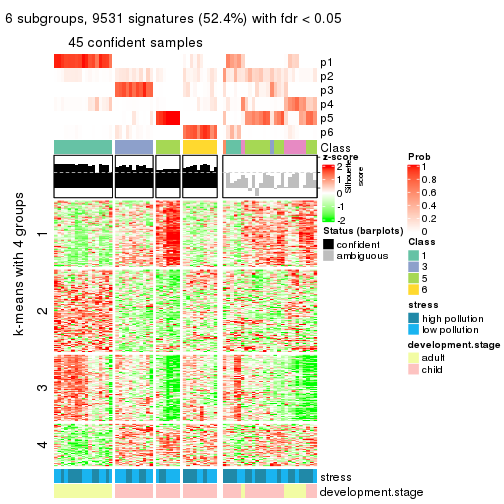 6 subgroups, 9531 signatures (52.4%) with fdr < 0.05
45 confident samples
p1
p2
p3
p4
p5
p6
Class
k-means with 4 groups
1
2
3
4
stress
development.stage
z-score
2
1
0
-1
-2
Silhouette
score
Status (barplots)
confident
ambiguous
Prob
1
0.8
0.6
0.4
0.2
0
Class
1
3
5
6
stress
high pollution
low pollution
development.stage
adult
child